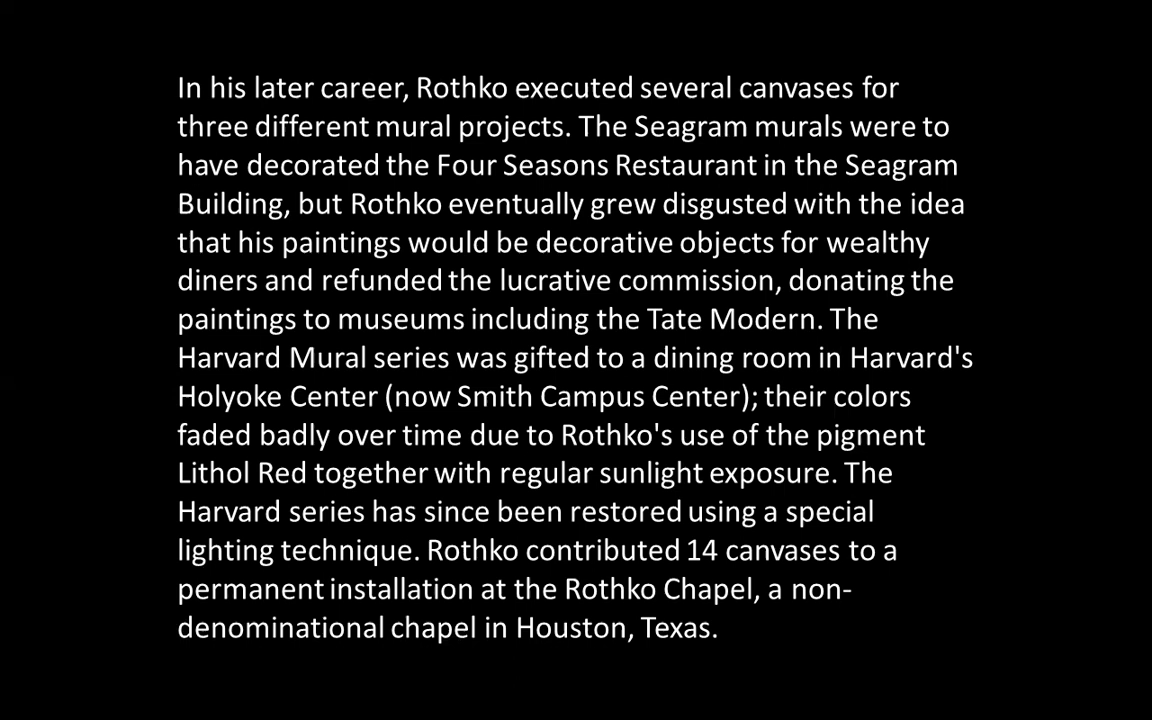 In his later career, Rothko executed several canvases for
three different mural projects. The Seagram murals were to
have decorated the Four Seasons Restaurant in the Seagram
Building, but Rothko eventually grew disgusted with the idea
that his paintings would be decorative objects for wealthy
diners and refunded the lucrative commission, donating the
paintings to museums including the Tate Modern. The
Harvard Mural series was gifted to a dining room in Harvard's
Holyoke Center (now Smith Campus Center); their colors
faded badly over time due to Rothko's use of the pigment
Lithol Red together with regular sunlight exposure. The
Harvard series has since been restored using a special
lighting technique. Rothko contributed 14 canvases to a
permanent installation at the Rothko Chapel, a non-
denominational chapel in Houston, Texas.